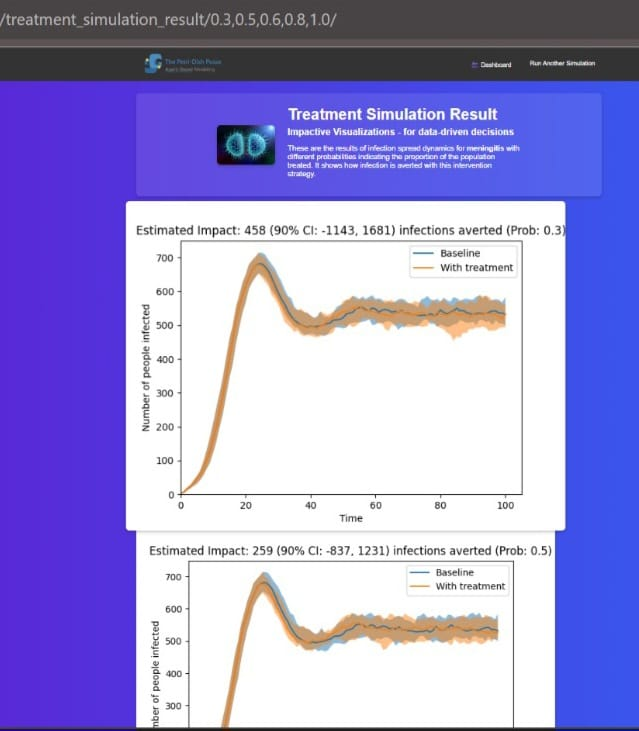 /treatment_simulation_result/0.3,0.5,0.6,0.8,1.0/
The Petri-Dish Posse
Agent-Based Modeling
Dashboard
Run Another Simulation
Treatment Simulation Result
Impactive Visualizations - for data-driven decisions
These are the results of infection spread dynamics for meningitis with
different probabilities indicating the proportion of the population
treated. It shows how infection is averted with this intervention
strategy.
Estimated Impact: 458 (90% CI: -1143, 1681) infections averted (Prob: 0.3)
Baseline
With treatment
700
600
500
400
300
200
100
0
Number of people infected
0 20 40 60 80 100
Time
Estimated Impact: 259 (90% CI: -837, 1231) infections averted (Prob: 0.5)
Baseline
With treatment
700
600
500
400
300
mber of people infected